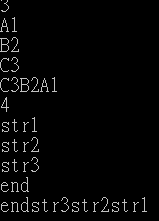 3
A1
B2
C3
C3B2A1
4
str1
str2
str3
end
endstr3str2str1